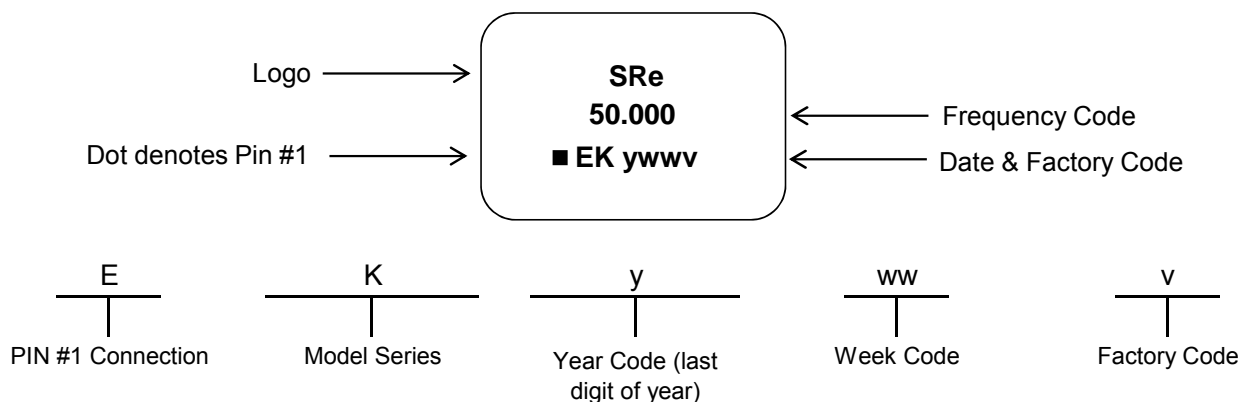 Logo
SRe
50.000
Frequency Code
Dot denotes Pin #1
■ EK ywwv
Date & Factory Code
E
K
y
ww
v
PIN #1 Connection
Model Series
Year Code (last
digit of year)
Week Code
Factory Code